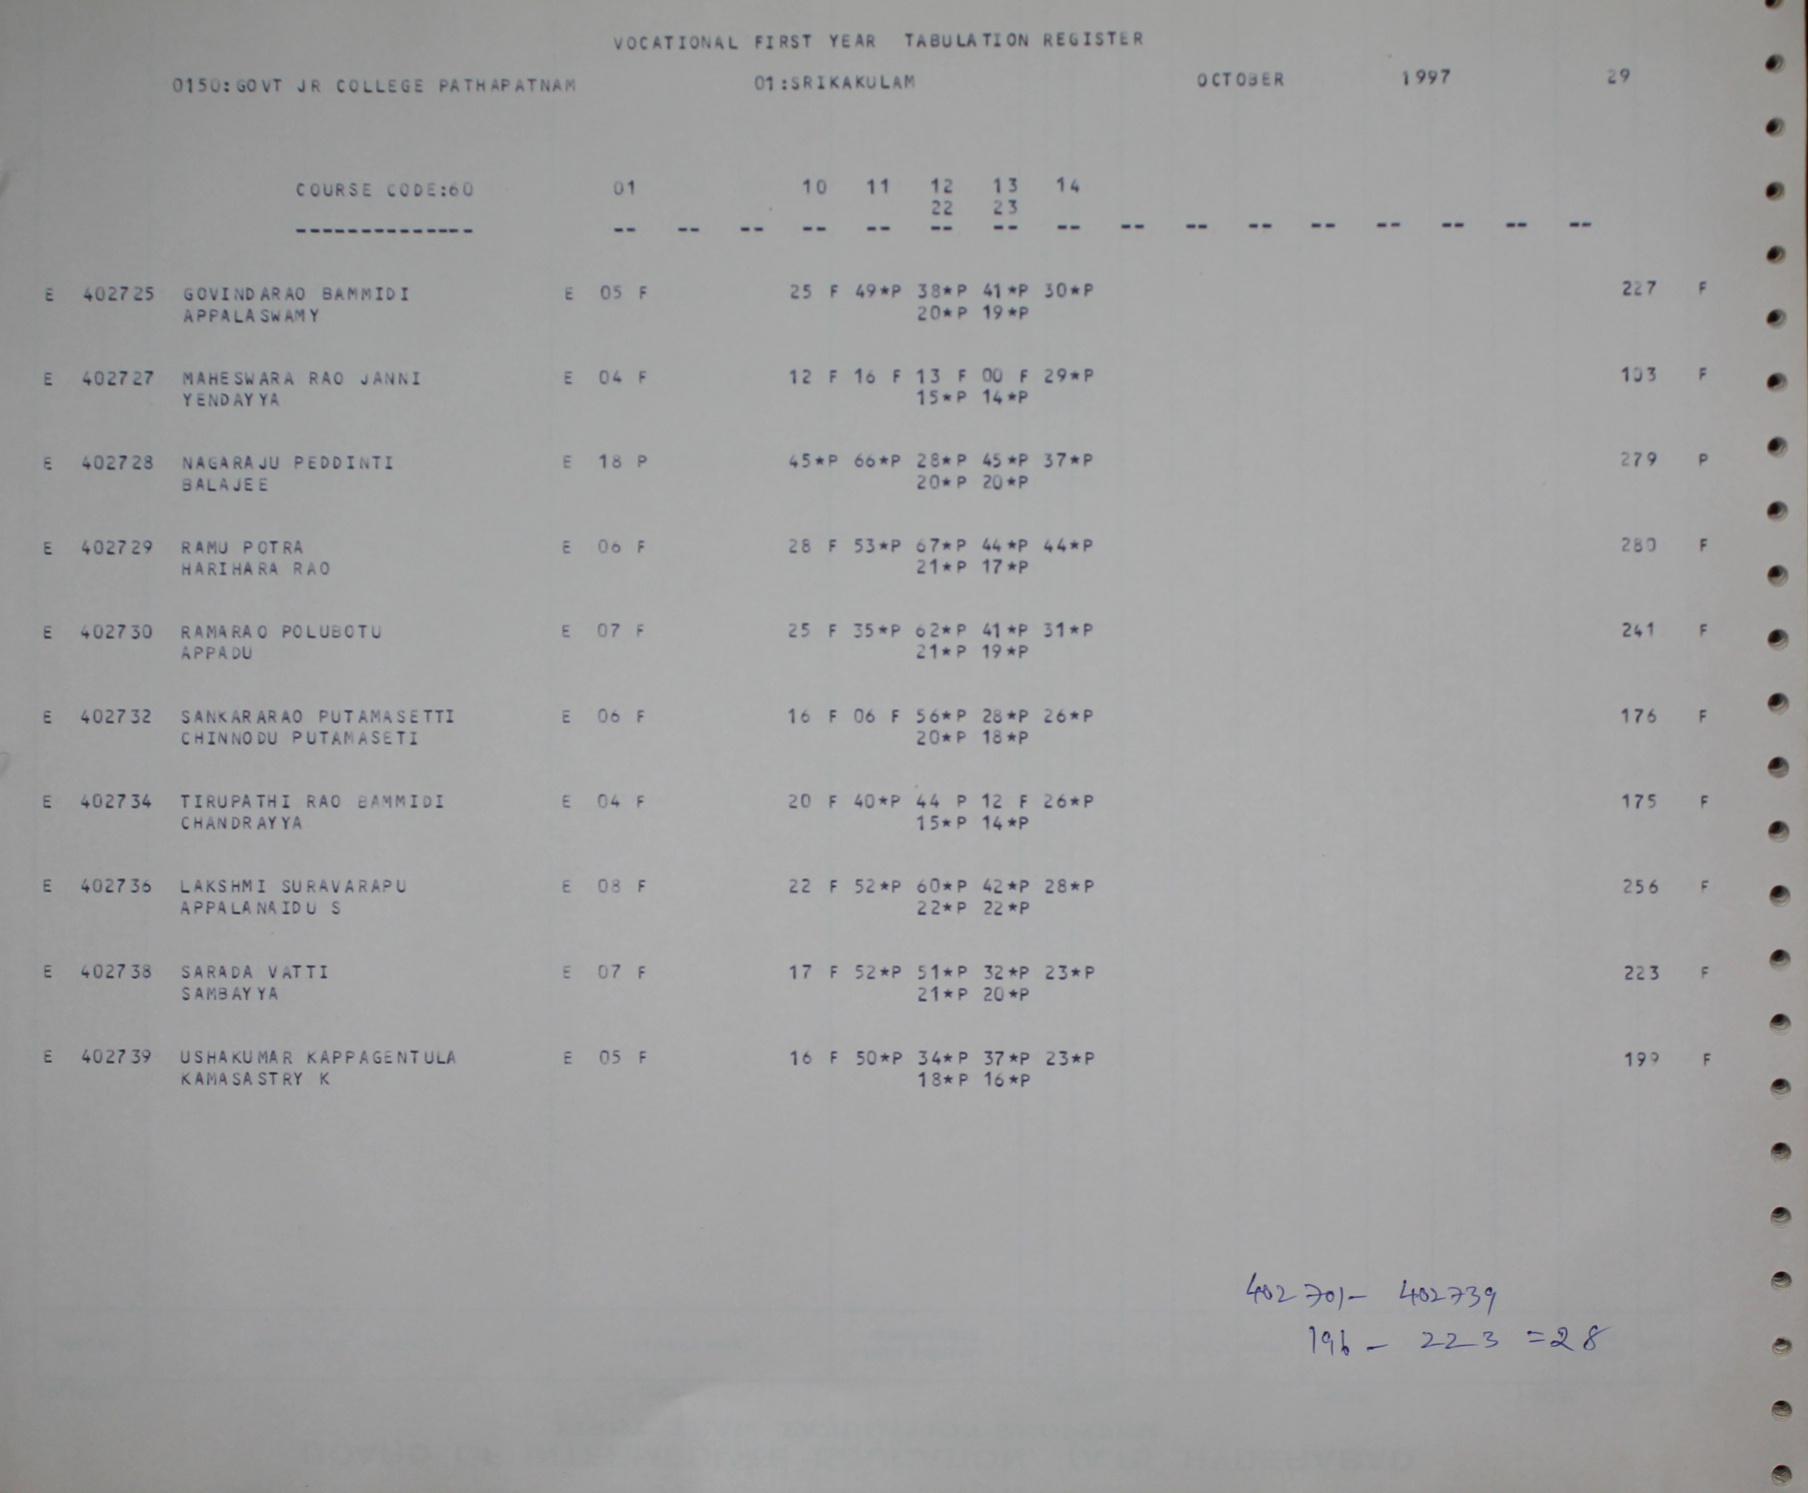 VOCATIONAL FIRST YEAR TABULATION REGISTER
0150:GOVT JR COLLEGE PATHAPATNAM 01:SRIKAKULAM OCTOBER 1997 29
COURSE CODE:60 01 10 11 12 13 14
22 23
-------------- -- -- -- -- -- -- -- -- -- -- -- -- -- -- -- --
E 402725 GOVINDARAO BAMMIDI E 05 F 25 F 49*P 38*P 41*P 30*P 227 F
APPALASWAMY 20*P 19*P
E 402727 MAHESWARA RAO JANNI E 04 F 12 F 16 F 13 F 00 F 29*P 103 F
YENDAYYA 15*P 14*P
E 402728 NAGARAJU PEDDINTI E 18 P 45*P 66*P 28*P 45*P 37*P 279 P
BALAJEE 20*P 20*P
E 402729 RAMU POTRA E 06 F 28 F 53*P 67*P 44*P 44*P 280 F
HARIHARA RAO 21*P 17*P
E 402730 RAMARAO POLUBOTU E 07 F 25 F 35*P 62*P 41*P 31*P 241 F
APPADU 21*P 19*P
E 402732 SANKARARAO PUTAMASETTI E 06 F 16 F 06 F 56*P 28*P 26*P 176 F
CHINNODU PUTAMASETI 20*P 18*P
E 402734 TIRUPATHI RAO BAMMIDI E 04 F 20 F 40*P 44 P 12 F 26*P 175 F
CHANDRAYYA 15*P 14*P
E 402736 LAKSHMI SURAVARAPU E 08 F 22 F 52*P 60*P 42*P 28*P 256 F
APPALANAIDU S 22*P 22*P
E 402738 SARADA VATTI E 07 F 17 F 52*P 51*P 32*P 23*P 223 F
SAMBAYYA 21*P 20*P
E 402739 USHAKUMAR KAPPAGENTULA E 05 F 16 F 50*P 34*P 37*P 23*P 199 F
KAMASASTRY K 18*P 16*P
402701- 402739
196 - 223 =28